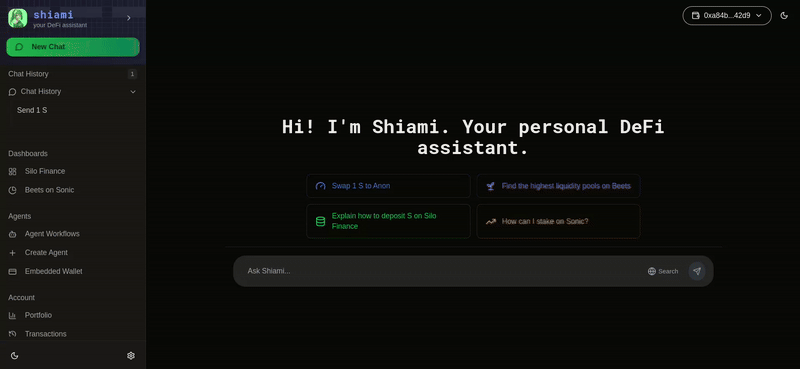 shiami
your DeFi assistant
New Chat
Chat History
1
Chat History
Send 1 S
Dashboards
Silo Finance
Beets on Sonic
Agents
Agent Workflows
Create Agent
Embedded Wallet
Account
Portfolio
Transactions
0xa84b...42d9
Hi! I'm Shiami. Your personal DeFi
assistant.
Swap 1 S to Anon
Find the highest liquidity pools on Beets
Explain how to deposit S on Silo
Finance
How can I stake on Sonic?
Ask Shiami...
Search